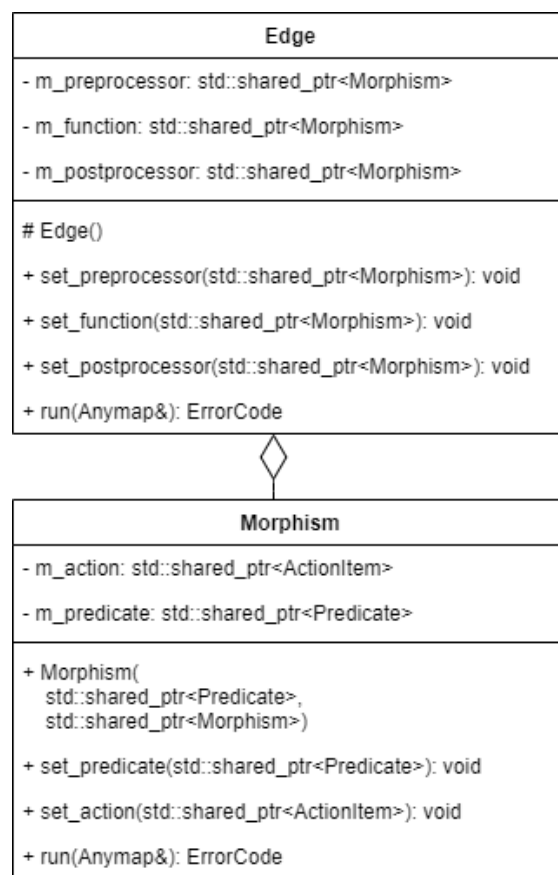 Edge
- m_preprocessor: std::shared_ptr<Morphism>
- m_function: std::shared_ptr<Morphism>
- m_postprocessor: std::shared_ptr<Morphism>
# Edge()
+ set_preprocessor(std::shared_ptr<Morphism>): void
+ set_function(std::shared_ptr<Morphism>): void
+ set_postprocessor(std::shared_ptr<Morphism>): void
+ run(Anymap&): ErrorCode
Morphism
- m_action: std::shared_ptr<ActionItem>
- m_predicate: std::shared_ptr<Predicate>
+ Morphism(
std::shared_ptr<Predicate>,
std::shared_ptr<Morphism>)
+ set_predicate(std::shared_ptr<Predicate>): void
+ set_action(std::shared_ptr<ActionItem>): void
+ run(Anymap&): ErrorCode